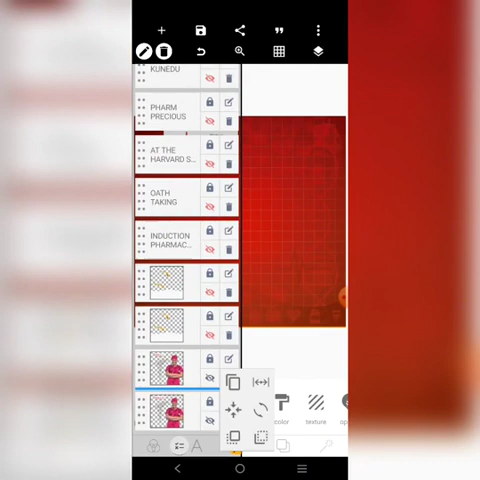 KUNEDU
PHARM
PRECIOUS
AT THE
HARVARD S...
OATH
TAKING
INDUCTION
PHARMAC...
color
texture